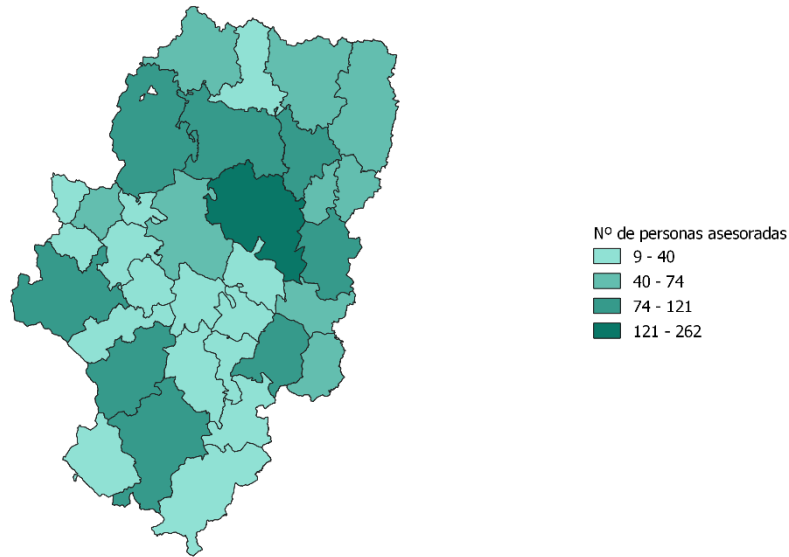 Nº de personas asesoradas
9 - 40
40 - 74
74 - 121
121 - 262